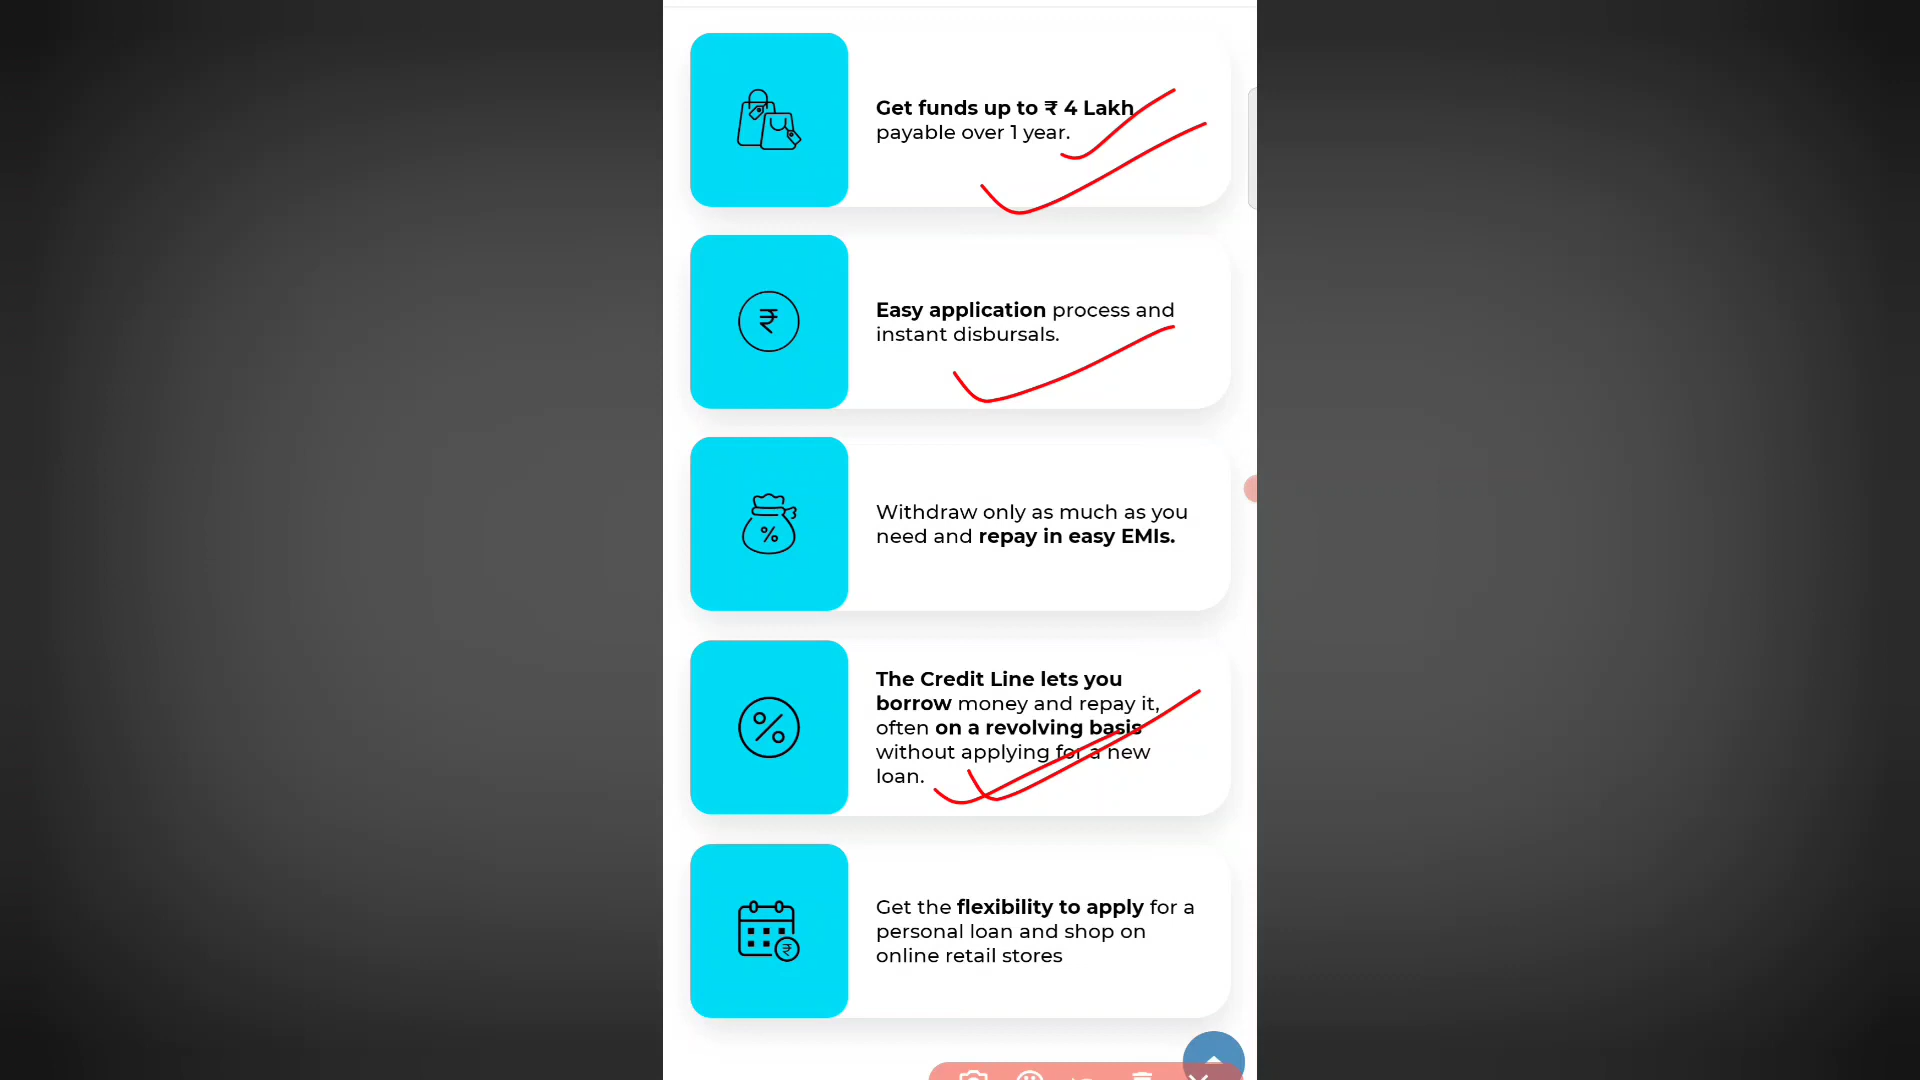 Get funds up to ₹ 4 Lakh
payable over 1 year.
Easy application process and
instant disbursals.
Withdraw only as much as you
need and repay in easy EMIs.
The Credit Line lets you
borrow money and repay it,
often on a revolving basis
without applying for a new
loan.
Get the flexibility to apply for a
personal loan and shop on
online retail stores